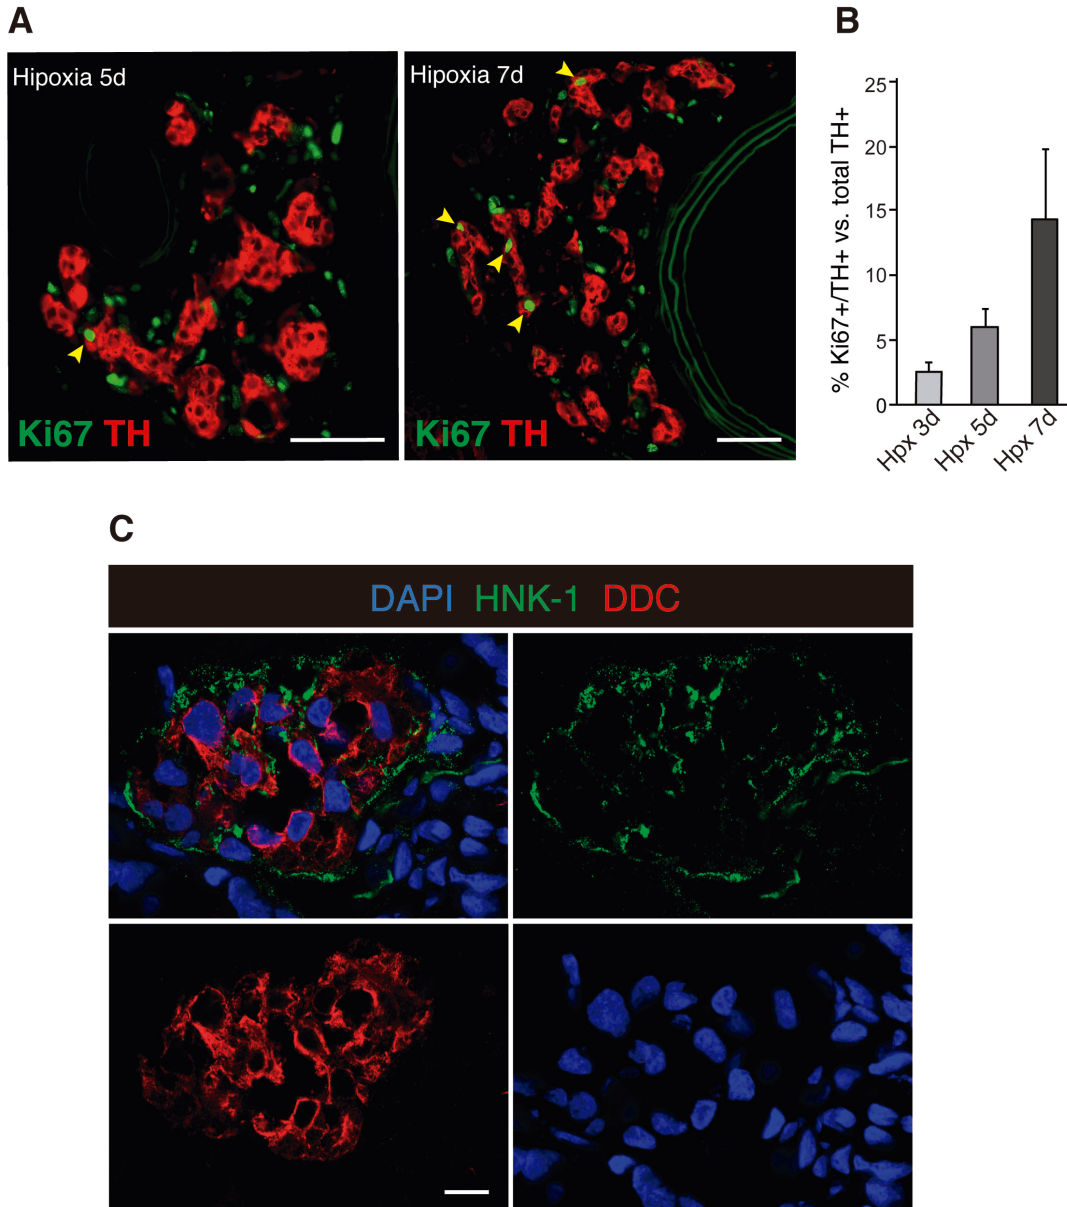 A
B
Hipoxia 5d
Hipoxia 7d
Ki67 TH
Ki67 TH
% Ki67+/TH+ vs. total TH+
25
20
15
10
5
0
Hpx 3d
Hpx 5d
Hpx 7d
C
DAPI HNK-1 DDC